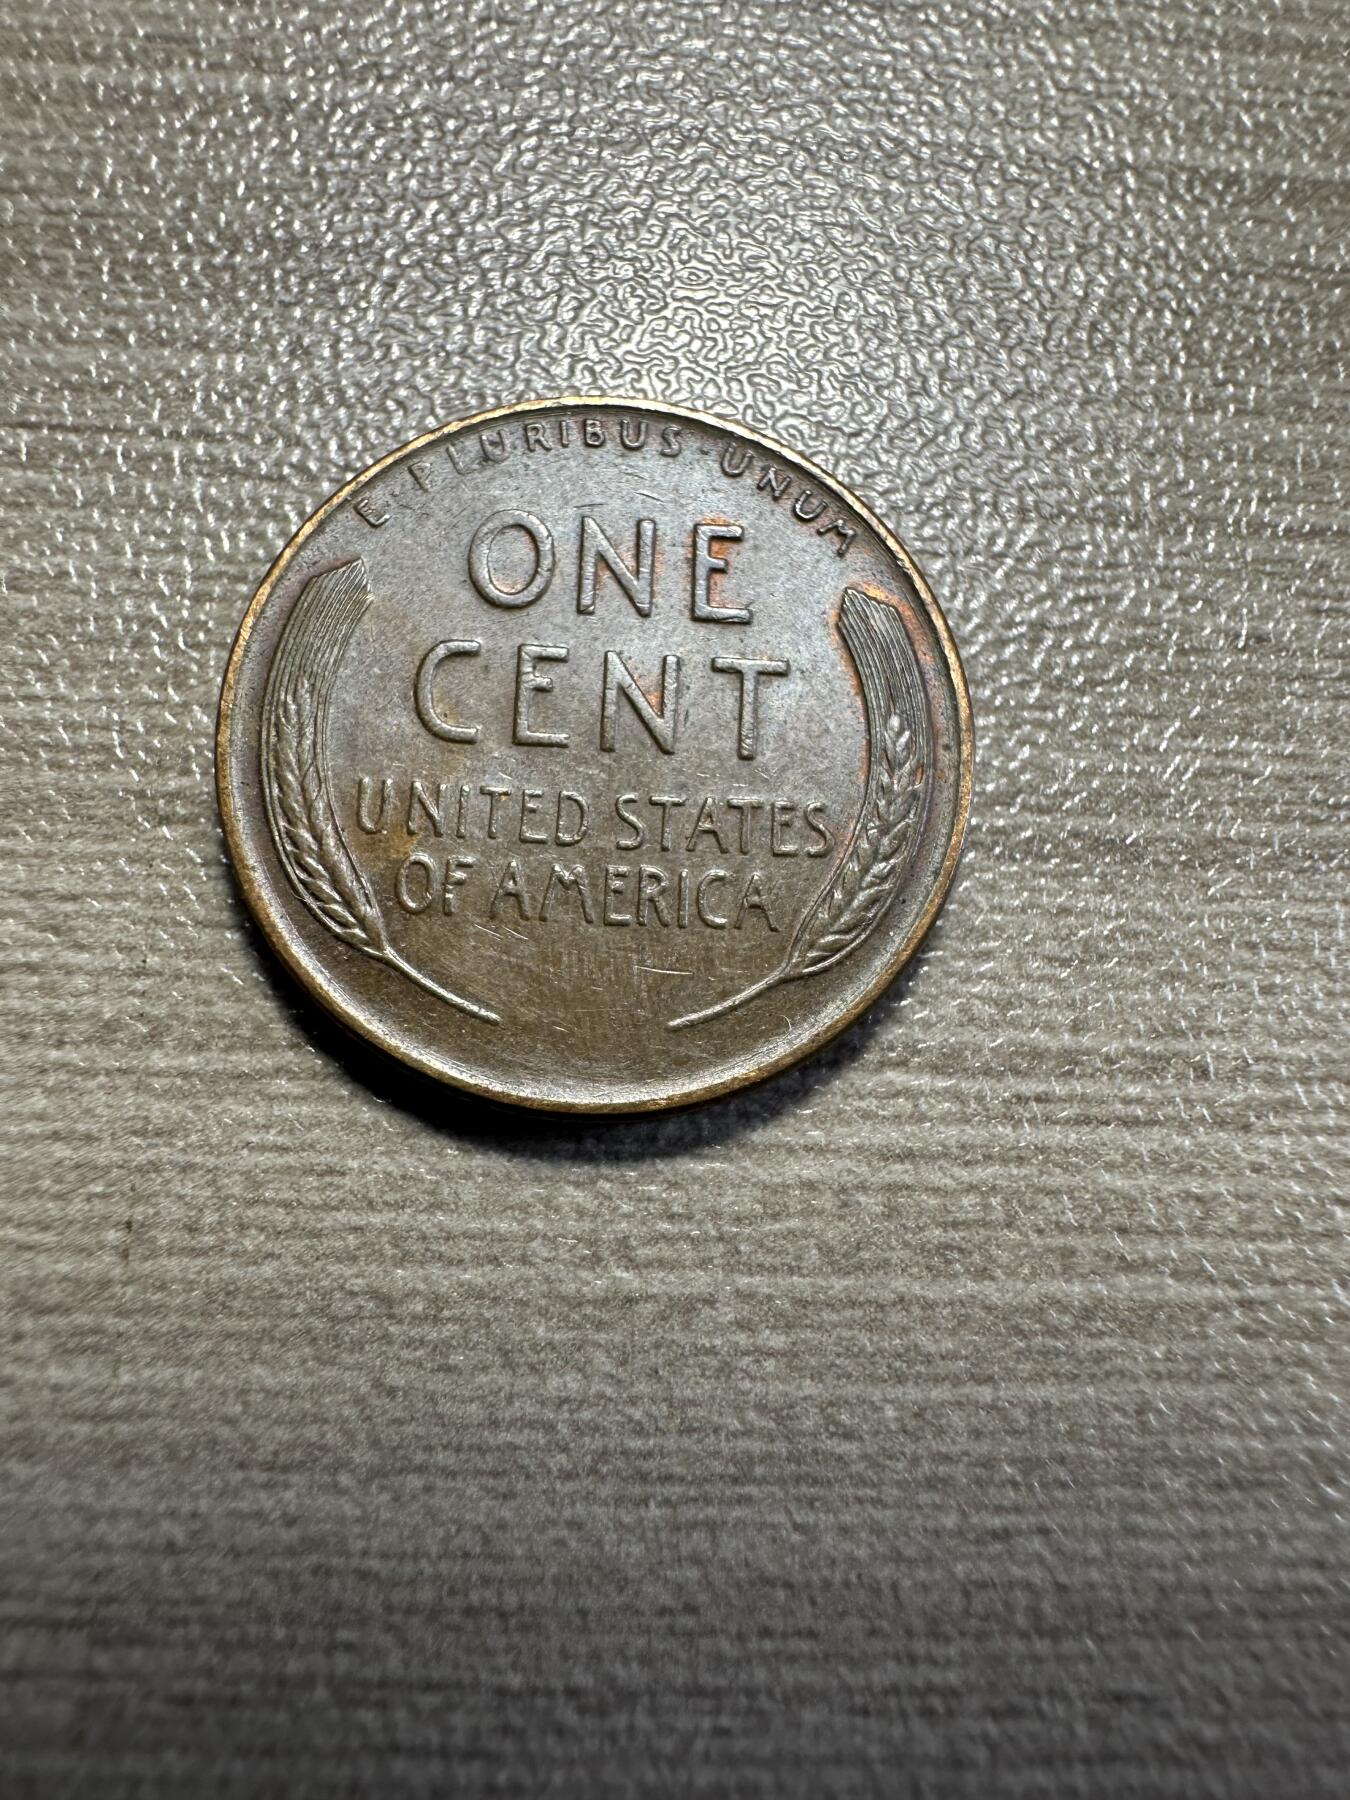 E · PLURIBUS · UNUM
ONE
CENT
UNITED STATES
OF AMERICA